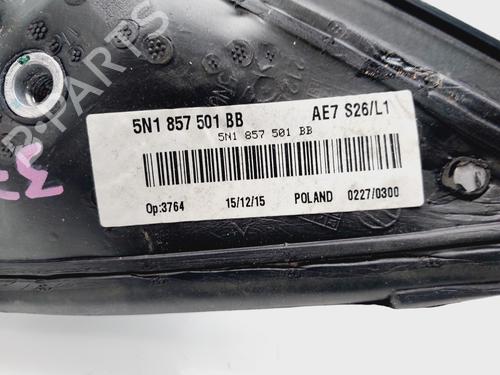 5N1 857 501 BB AE7 S26/L1
5N1 857 501 BB
Op:3764 15/12/15 POLAND 0227/0300
B-PARTS